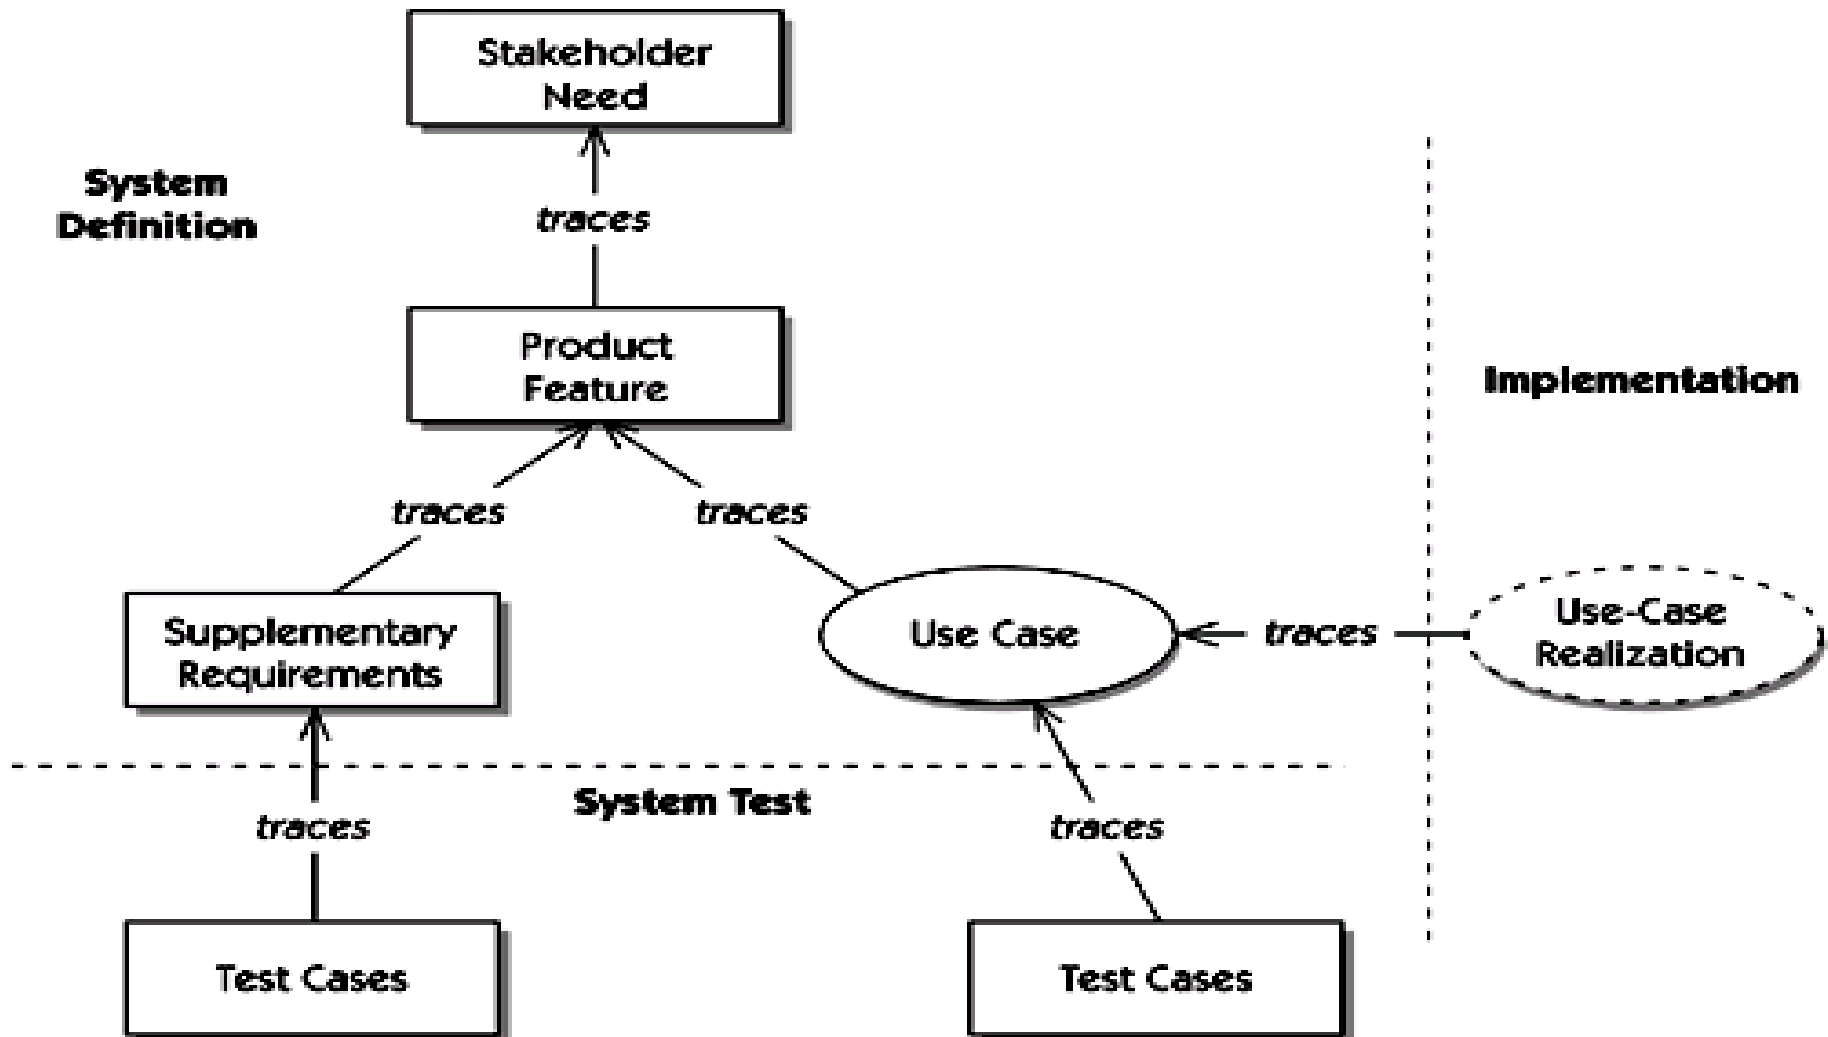 Stakeholder
Need
System
Definition
traces
Product
Feature
Implementation
traces
traces
Supplementary
Requirements
Use Case
traces
Use-Case
Realization
System Test
traces
traces
Test Cases
Test Cases